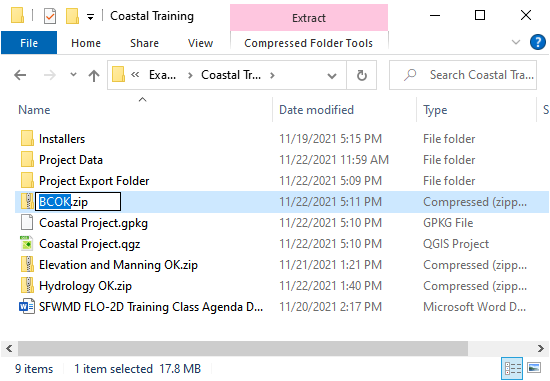 Coastal Training
Extract
File
Compressed Folder Tools
Exa...
Coastal Tr...
Search Coastal Tra...
Name
Date modified
Type
Installers 11/19/2021 5:15 PM File folder
Project Data 11/22/2021 11:59 AM File folder
Project Export Folder 11/22/2021 5:09 PM File folder
BCOK.zip 11/22/2021 5:11 PM Compressed (zipp...
Coastal Project.gpkg 11/22/2021 5:10 PM GPKG File
Coastal Project.qgz 11/22/2021 5:10 PM QGIS Project
Elevation and Manning OK.zip 11/21/2021 1:21 PM Compressed (zipp...
Hydrology OK.zip 11/22/2021 1:40 PM Compressed (zipp...
SFWMD FLO-2D Training Class Agenda D... 11/20/2021 2:17 PM Microsoft Word D...
9 items 1 item selected 17.8 MB